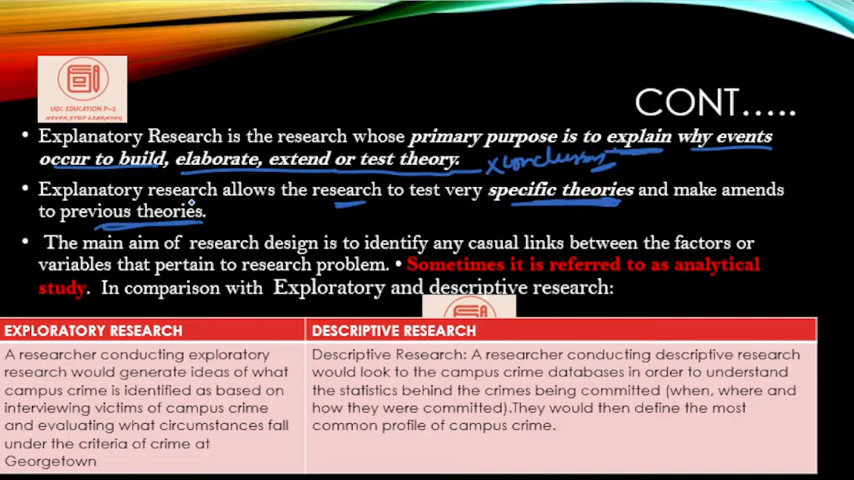 UGC EDUCATION P-1
NEVER STOP LEARNING
CONT…..
• Explanatory Research is the research whose primary purpose is to explain why events
occur to build, elaborate, extend or test theory. x conclusions
• Explanatory research allows the research to test very specific theories and make amends
to previous theories.
• The main aim of research design is to identify any casual links between the factors or
variables that pertain to research problem. • Sometimes it is referred to as analytical
study. In comparison with Exploratory and descriptive research:
EXPLORATORY RESEARCH
A researcher conducting exploratory
research would generate ideas of what
campus crime is identified as based on
interviewing victims of campus crime
and evaluating what circumstances fall
under the criteria of crime at
Georgetown
DESCRIPTIVE RESEARCH
Descriptive Research: A researcher conducting descriptive research
would look to the campus crime databases in order to understand
the statistics behind the crimes being committed (when, where and
how they were committed).They would then define the most
common profile of campus crime.